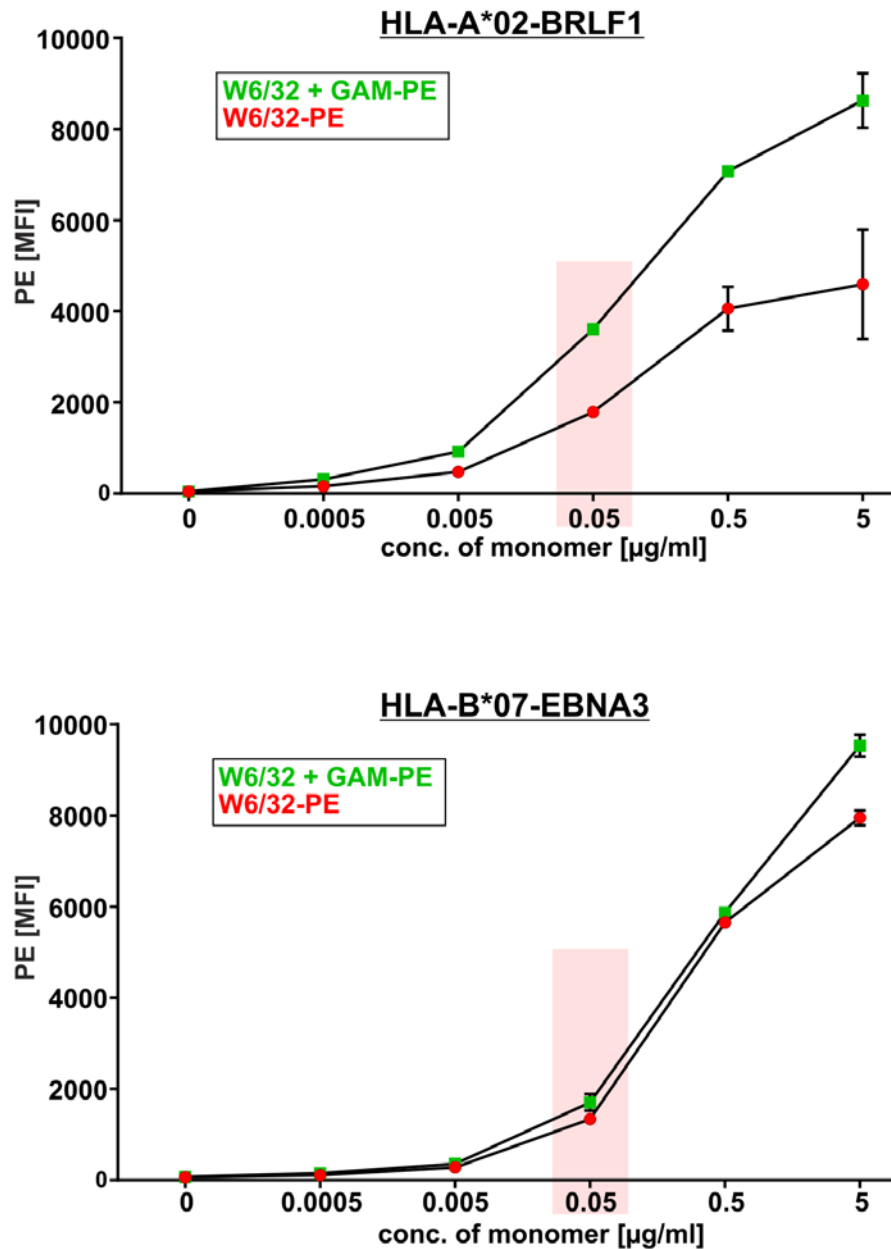 HLA-A*02-BRLF1
10000
8000
6000
4000
2000
0
PE [MFI]
W6/32 + GAM-PE
W6/32-PE
0 0.0005 0.005 0.05 0.5 5
conc. of monomer [µg/ml]
HLA-B*07-EBNA3
10000
8000
6000
4000
2000
0
PE [MFI]
W6/32 + GAM-PE
W6/32-PE
0 0.0005 0.005 0.05 0.5 5
conc. of monomer [µg/ml]